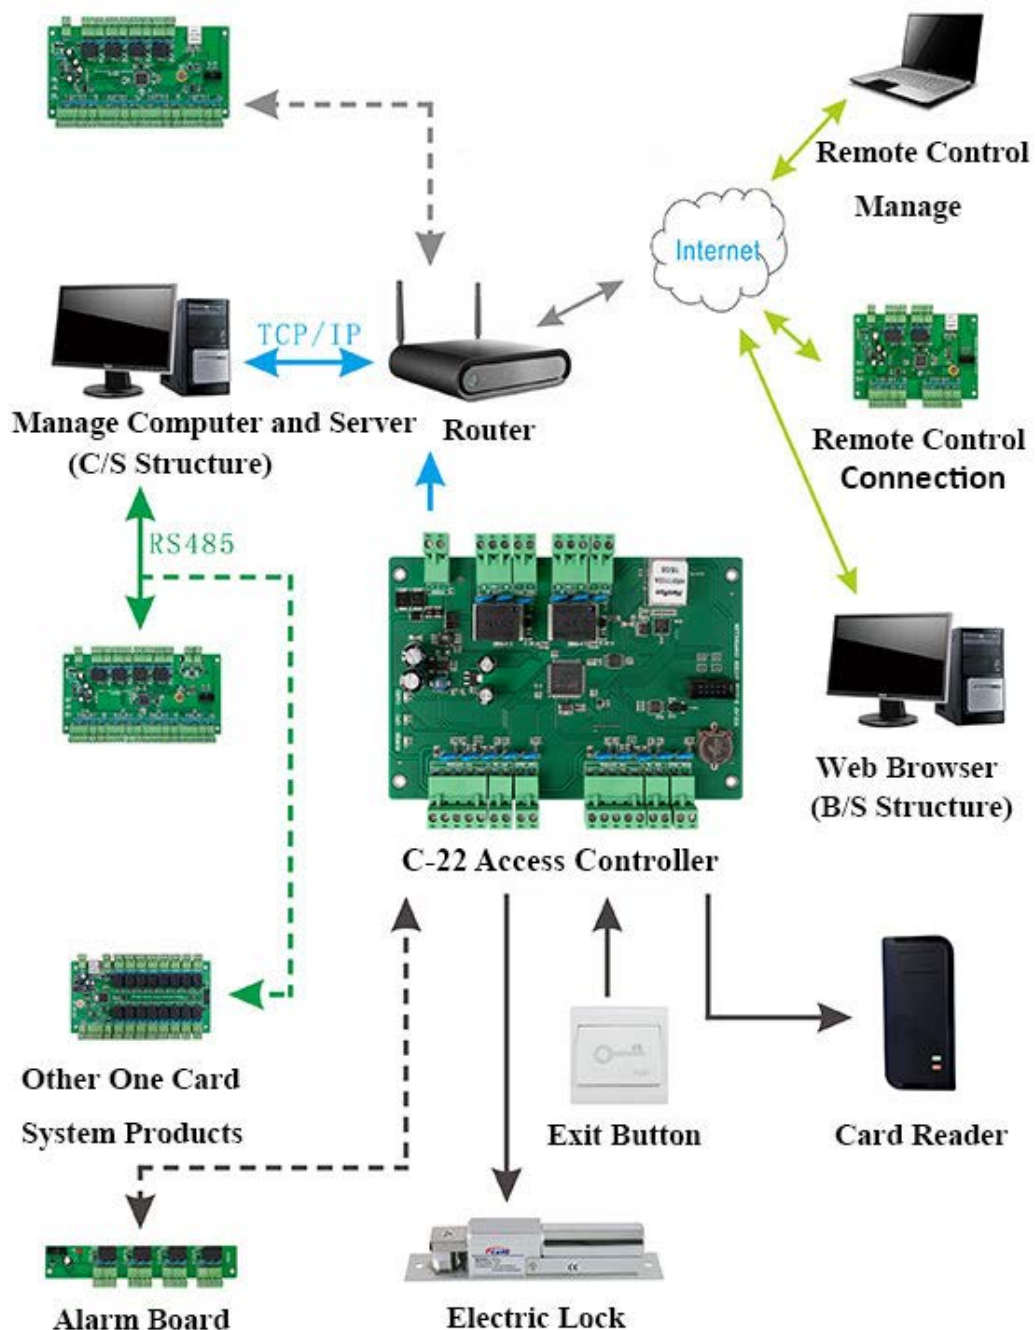 Remote Control
Manage
Internet
TCP/IP
Manage Computer and Server
(C/S Structure)
Router
Remote Control
Connection
RS485
Web Browser
(B/S Structure)
C-22 Access Controller
Other One Card
System Products
Exit Button
Card Reader
Alarm Board
Electric Lock